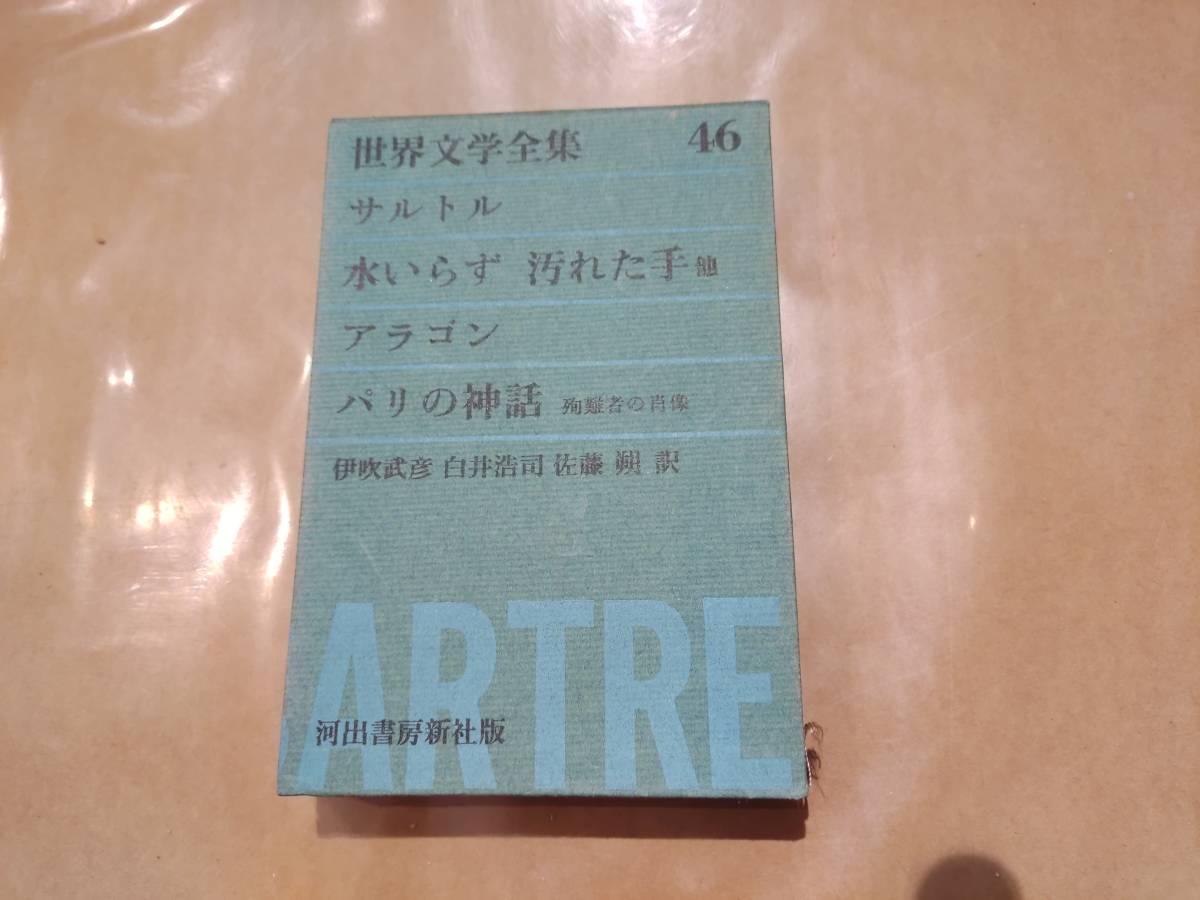 世界文学全集 46
サルトル
水いらず 汚れた手 他
アラゴン
パリの神話 殉難者の肖像
伊吹武彦 白井浩司 佐藤 朔 訳
ARTRE
河出書房新社版